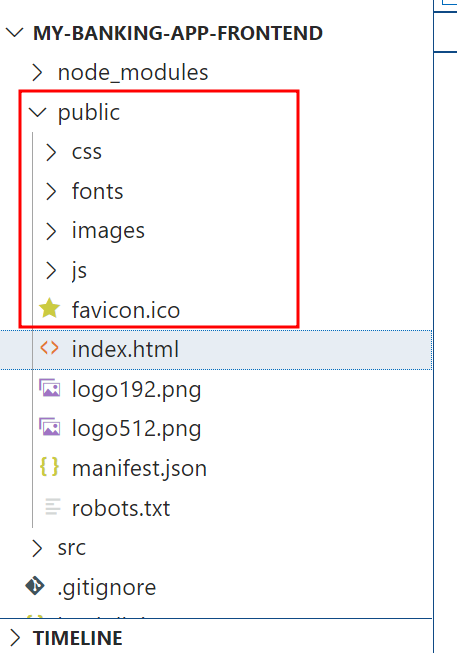 MY-BANKING-APP-FRONTEND
node_modules
public
css
fonts
images
js
favicon.ico
index.html
logo192.png
logo512.png
manifest.json
robots.txt
src
.gitignore
TIMELINE